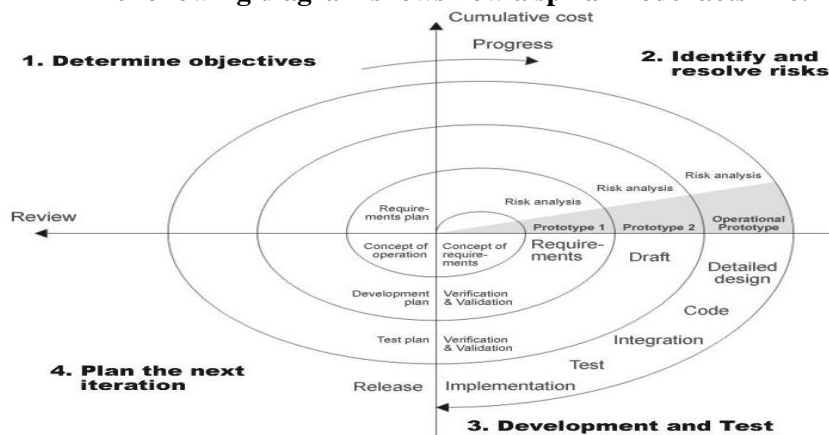 Cumulative cost
Progress
1. Determine objectives
2. Identify and
resolve risks
Risk analysis
Risk analysis
Risk analysis
Require-
ments plan
Review
Prototype 1
Prototype 2
Operational
Prototype
Concept of
operation
Concept of
require-
ments
Require-
ments
Draft
Detailed
design
Development
plan
Verification
& Validation
Code
Integration
Test plan
Verification
& Validation
Test
4. Plan the next
iteration
Release
Implementation
3. Development and Test